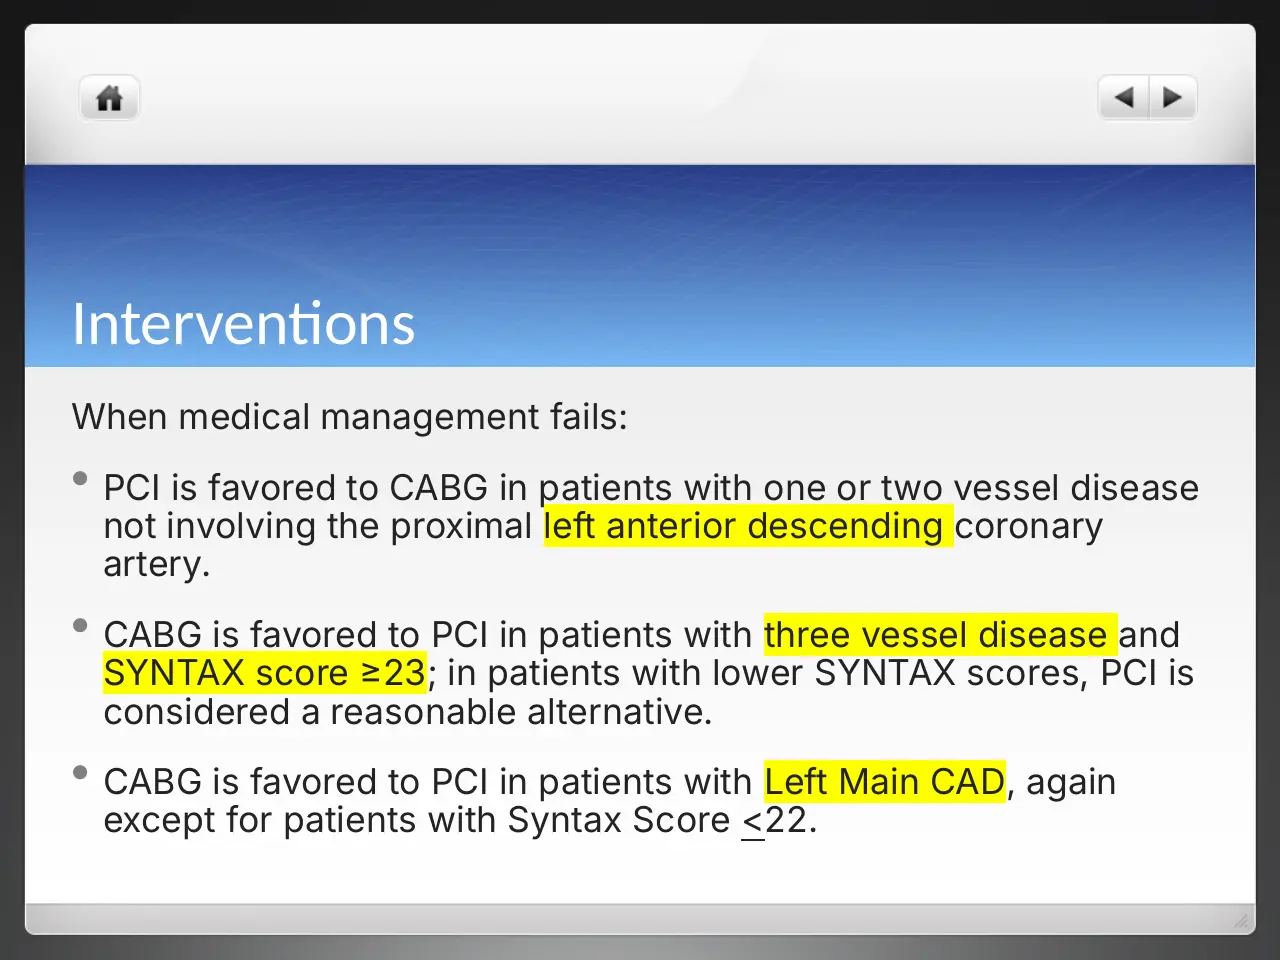 Interventions
When medical management fails:
• PCI is favored to CABG in patients with one or two vessel disease
not involving the proximal left anterior descending coronary
artery.
• CABG is favored to PCI in patients with three vessel disease and
SYNTAX score ≥23; in patients with lower SYNTAX scores, PCI is
considered a reasonable alternative.
• CABG is favored to PCI in patients with Left Main CAD, again
except for patients with Syntax Score <22.